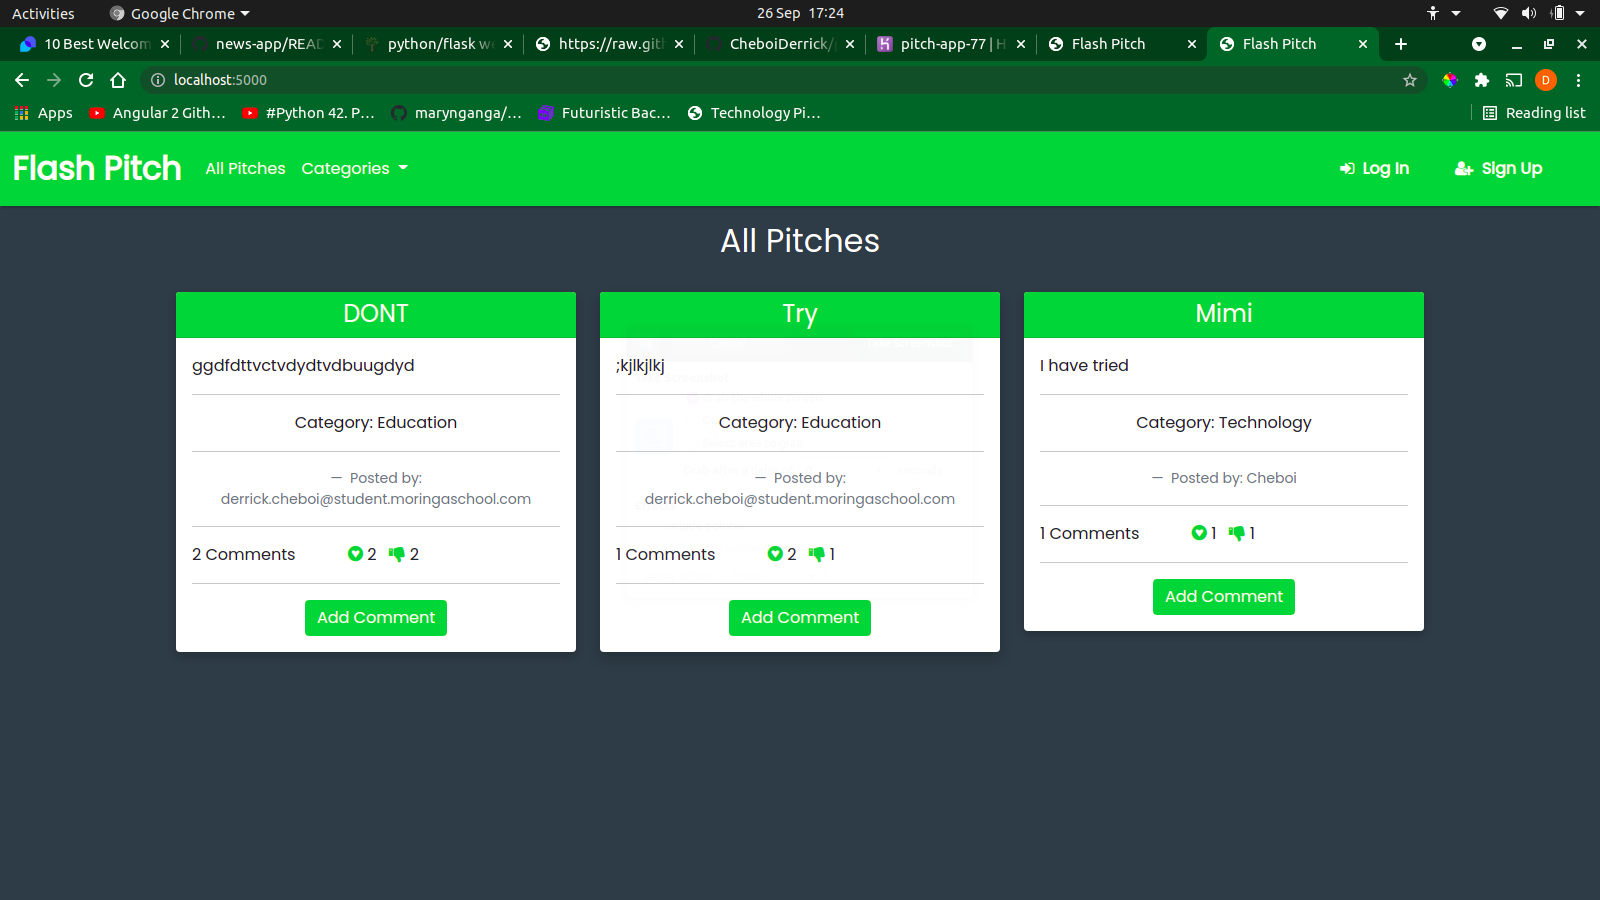 Activities Google Chrome 26 Sep 17:24
10 Best Welcom news-app/READ python/flask we https://raw.gith CheboiDerrick/p pitch-app-77 | H Flash Pitch Flash Pitch
localhost:5000 D
Apps Angular 2 Gith... #Python 42. P... marynganga/... Futuristic Bac... Technology Pi... Reading list
Flash Pitch All Pitches Categories Log In Sign Up
All Pitches
DONT
ggdfdttvctvdydtvdbuugdyd
Category: Education
— Posted by:
derrick.cheboi@student.moringaschool.com
2 Comments 2 2
Add Comment
Try
;kjlkjlkj
Category: Education
— Posted by:
derrick.cheboi@student.moringaschool.com
1 Comments 2 1
Add Comment
Mimi
I have tried
Category: Technology
— Posted by: Cheboi
1 Comments 1 1
Add Comment